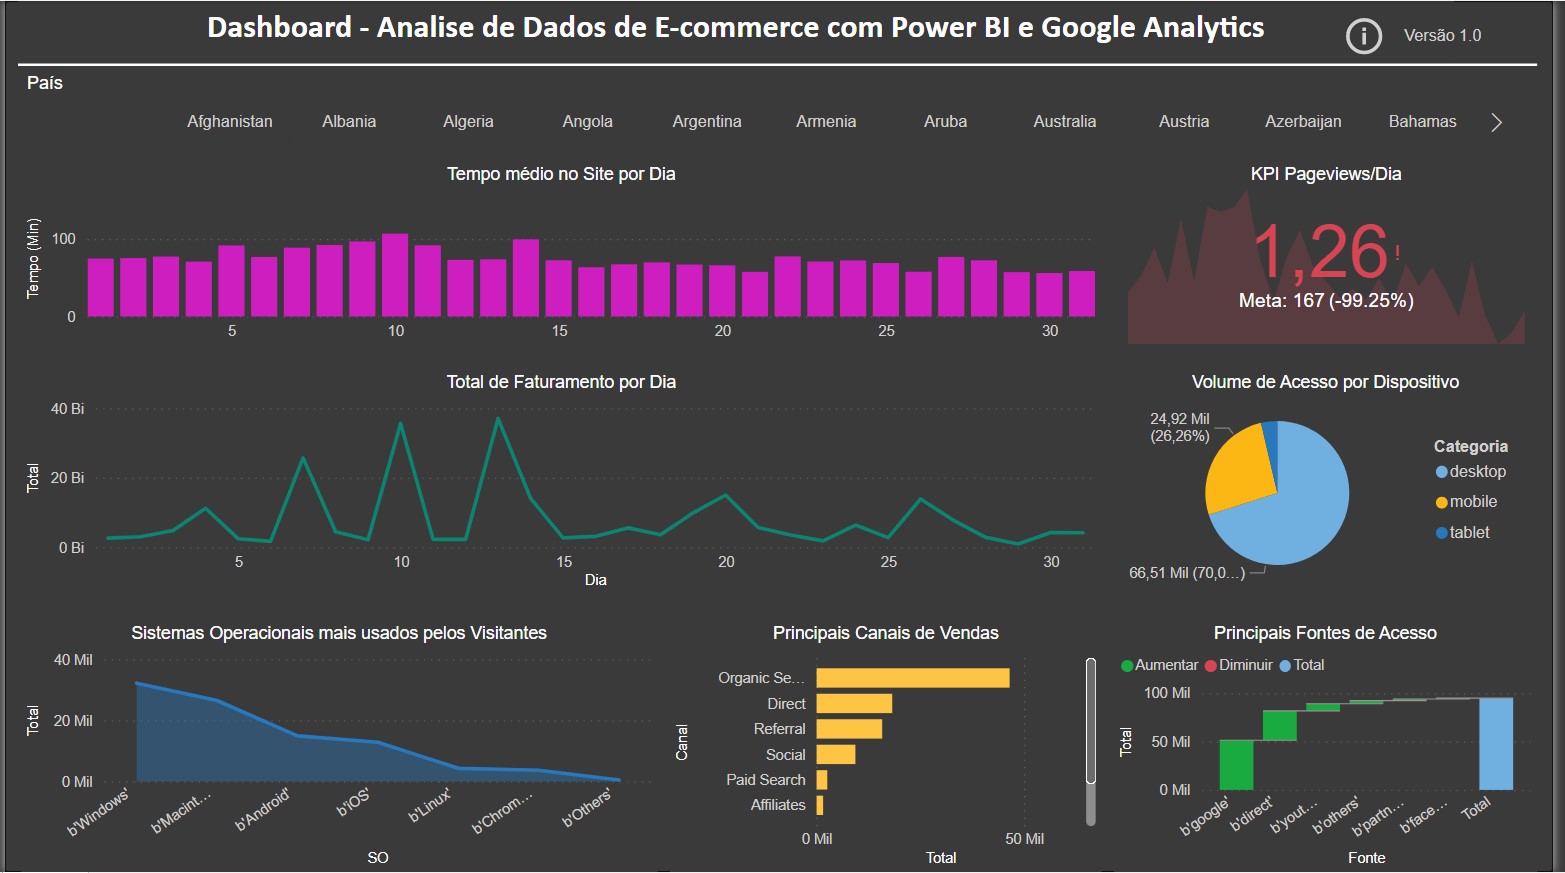 Dashboard - Analise de Dados de E-commerce com Power BI e Google Analytics
Versão 1.0
País
Afghanistan Albania Algeria Angola Argentina Armenia Aruba Australia Austria Azerbaijan Bahamas
Tempo médio no Site por Dia
Tempo (Min)
100
0
5 10 15 20 25 30
KPI Pageviews/Dia
1,26!
Meta: 167 (-99.25%)
Total de Faturamento por Dia
Total
40 Bi
20 Bi
0 Bi
5 10 15 20 25 30
Dia
Volume de Acesso por Dispositivo
24,92 Mil
(26,26%)
66,51 Mil (70,0...)
Categoria
desktop
mobile
tablet
Sistemas Operacionais mais usados pelos Visitantes
Total
40 Mil
20 Mil
0 Mil
b'Windows' b'Macint... b'Android' b'iOS' b'Linux' b'Chrom... b'Others'
SO
Principais Canais de Vendas
Canal
Organic Se...
Direct
Referral
Social
Paid Search
Affiliates
0 Mil 50 Mil
Total
Principais Fontes de Acesso
Aumentar Diminuir Total
Total
100 Mil
50 Mil
0 Mil
b'google' b'direct' b'yout... b'others' b'partn... b'face... Total
Fonte